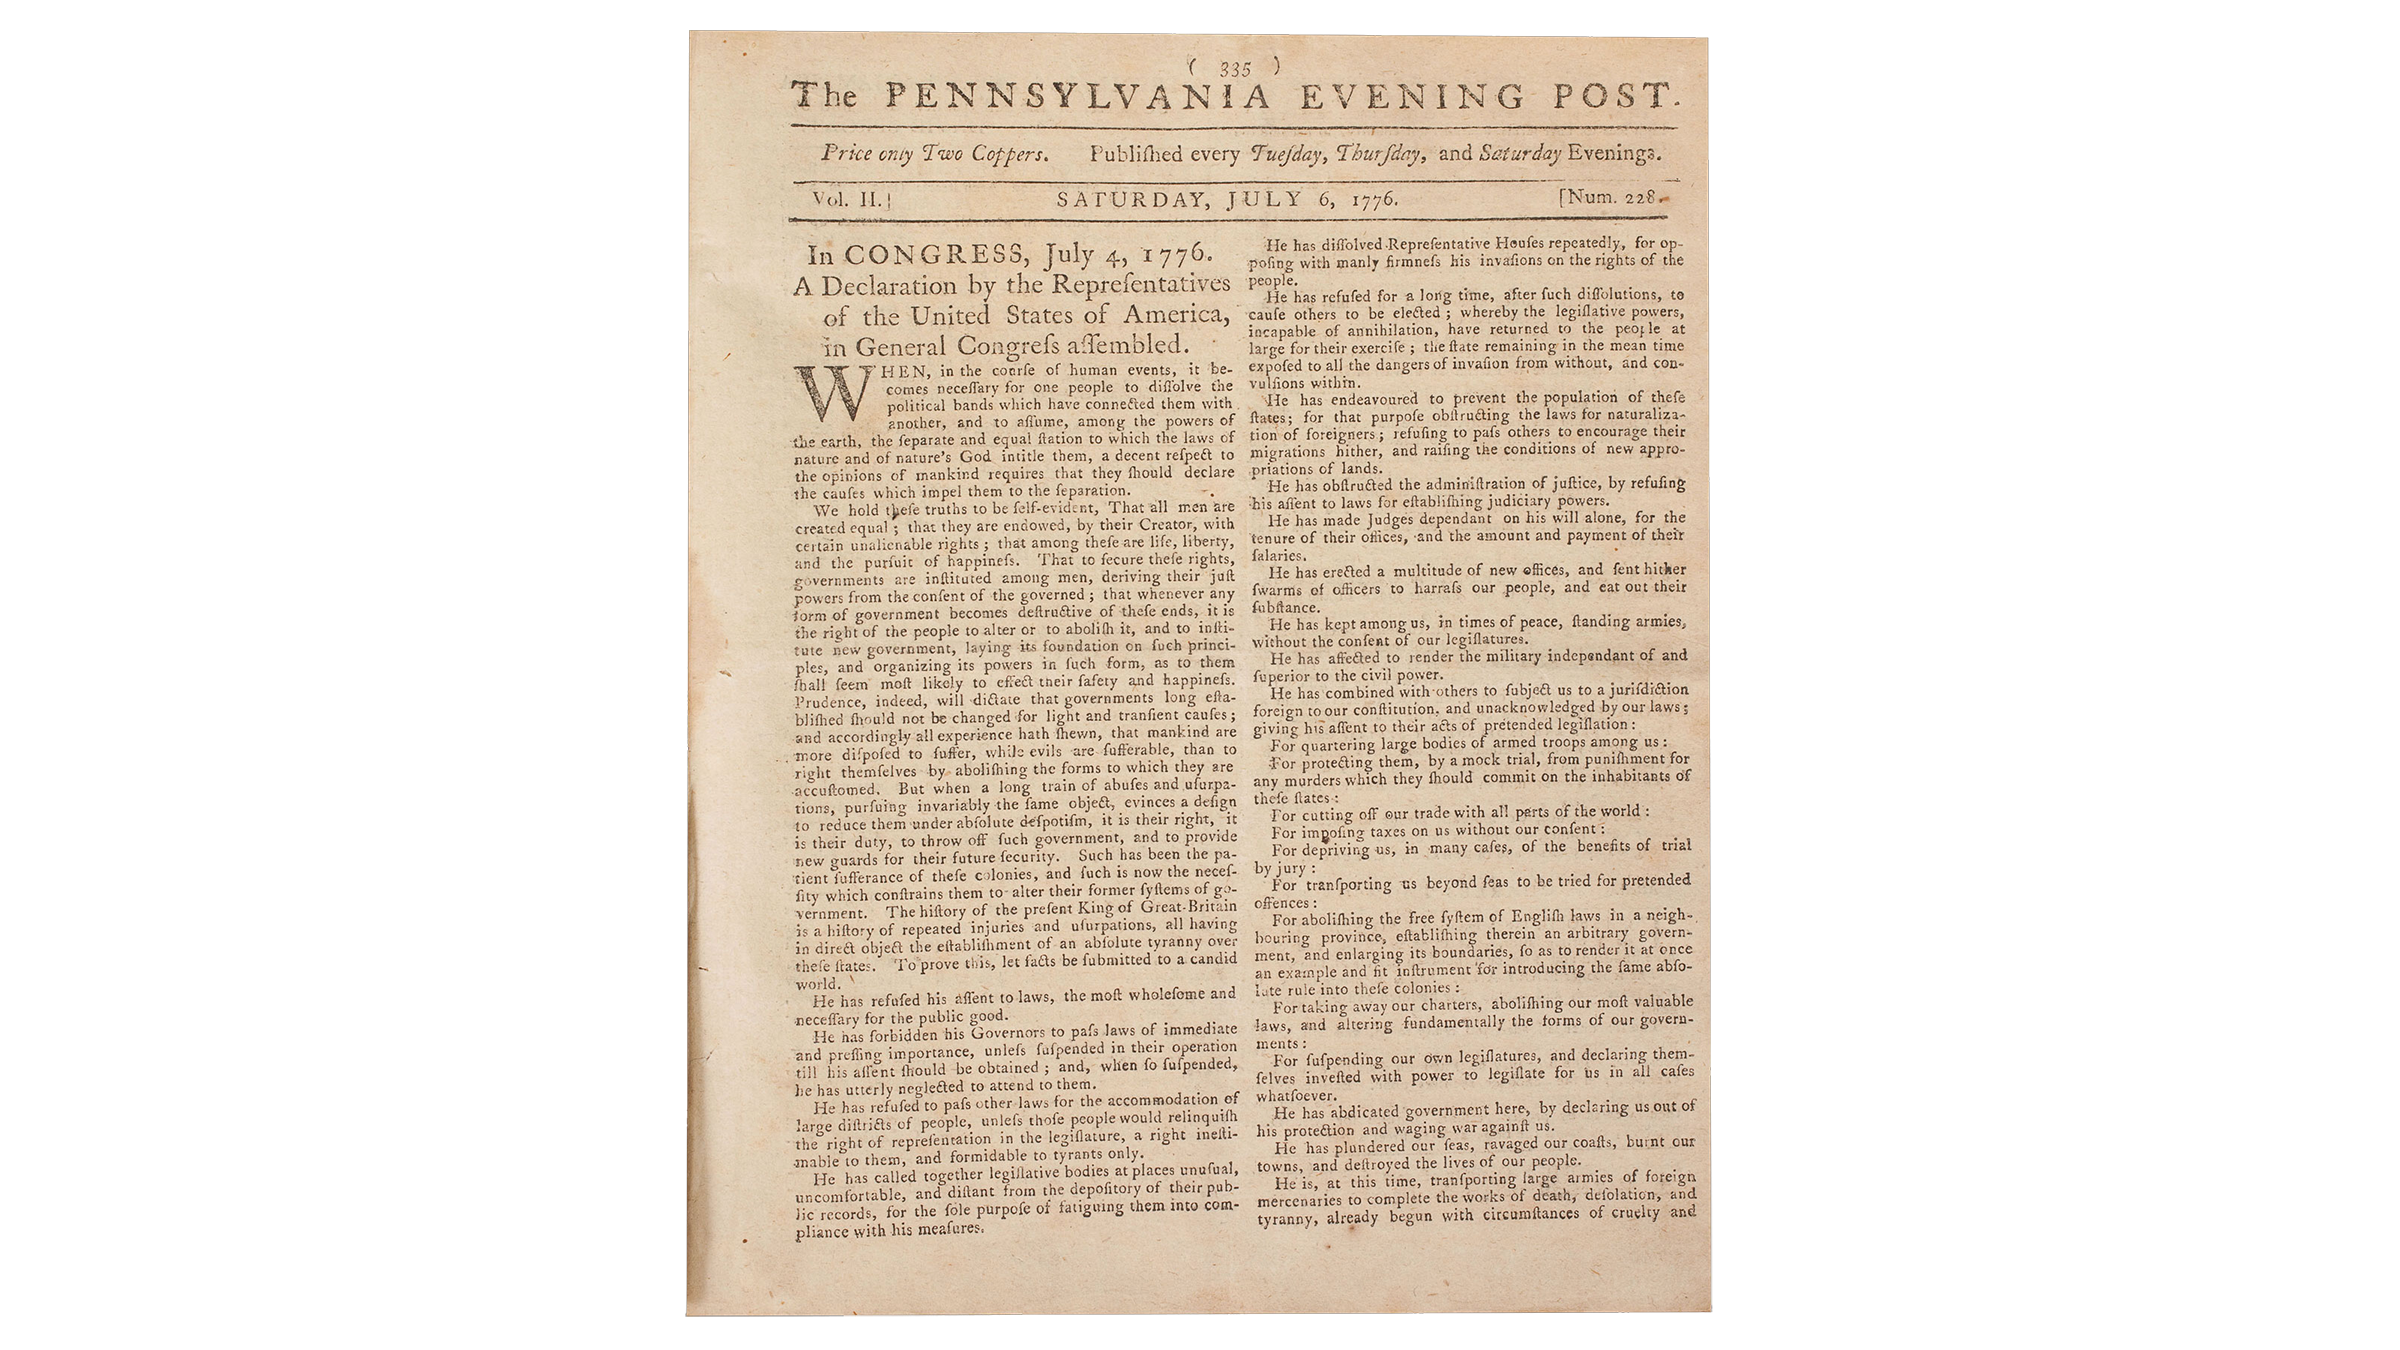 ( 335 )
The PENNSYLVANIA EVENING POST.
Price only Two Coppers. Publiſhed every Tueſday, Thurſday, and Saturday Evenings.
Vol. II.]
SATURDAY, JULY 6, 1776.
[Num. 228.
In CONGRESS, July 4, 1776.
A Declaration by the Repreſentatives
of the United States of America,
in General Congreſs aſſembled.
WHEN, in the courſe of human events, it be-
comes neceſſary for one people to diſſolve the
political bands which have connected them with
another, and to aſſume, among the powers of
the earth, the ſeparate and equal ſtation to which the laws of
nature and of nature's God intitle them, a decent reſpect to
the opinions of mankind requires that they ſhould declare
the cauſes which impel them to the ſeparation.
We hold theſe truths to be ſelf-evident, That all men are
created equal ; that they are endowed, by their Creator, with
certain unalienable rights ; that among theſe are life, liberty,
and the purſuit of happineſs. That to ſecure theſe rights,
governments are inſtituted among men, deriving their juſt
powers from the conſent of the governed ; that whenever any
form of government becomes deſtructive of theſe ends, it is
the right of the people to alter or to aboliſh it, and to inſti-
tute new government, laying its foundation on ſuch princi-
ples, and organizing its powers in ſuch form, as to them
ſhall ſeem moſt likely to effect their ſafety and happineſs.
Prudence, indeed, will dictate that governments long eſta-
bliſhed ſhould not be changed for light and tranſient cauſes ;
and accordingly all experience hath ſhewn, that mankind are
more diſpoſed to ſuffer, while evils are ſufferable, than to
right themſelves by aboliſhing the forms to which they are
accuſtomed. But when a long train of abuſes and uſurpa-
tions, purſuing invariably the ſame object, evinces a deſign
to reduce them under abſolute deſpotiſm, it is their right, it
is their duty, to throw off ſuch government, and to provide
new guards for their future ſecurity. Such has been the pa-
tient ſufferance of theſe colonies, and ſuch is now the neceſ-
ſity which conſtrains them to alter their former ſyſtems of go-
vernment. The hiſtory of the preſent King of Great-Britain
is a hiſtory of repeated injuries and uſurpations, all having
in direct object the eſtabliſhment of an abſolute tyranny over
theſe ſtates. To prove this, let facts be ſubmitted to a candid
world.
He has refuſed his aſſent to laws, the moſt wholeſome and
neceſſary for the public good.
He has forbidden his Governors to paſs laws of immediate
and preſſing importance, unleſs ſuſpended in their operation
till his aſſent ſhould be obtained ; and, when ſo ſuſpended,
he has utterly neglected to attend to them.
He has refuſed to paſs other laws for the accommodation of
large diſtricts of people, unleſs thoſe people would relinquiſh
the right of repreſentation in the legiſlature, a right ineſti-
mable to them, and formidable to tyrants only.
He has called together legiſlative bodies at places unuſual,
uncomfortable, and diſtant from the depoſitory of their pub-
lic records, for the ſole purpoſe of fatiguing them into com-
pliance with his meaſures.
He has diſſolved Repreſentative Houſes repeatedly, for op-
poſing with manly firmneſs his invaſions on the rights of the
people.
He has refuſed for a long time, after ſuch diſſolutions, to
cauſe others to be elected ; whereby the legiſlative powers,
incapable of annihilation, have returned to the people at
large for their exerciſe ; the ſtate remaining in the mean time
expoſed to all the dangers of invaſion from without, and con-
vulſions within.
He has endeavoured to prevent the population of theſe
ſtates; for that purpoſe obſtructing the laws for naturaliza-
tion of foreigners ; refuſing to paſs others to encourage their
migrations hither, and raiſing the conditions of new appro-
priations of lands.
He has obſtructed the adminiſtration of juſtice, by refuſing
his aſſent to laws for eſtabliſhing judiciary powers.
He has made Judges dependant on his will alone, for the
tenure of their offices, and the amount and payment of their
ſalaries.
He has erected a multitude of new offices, and ſent hither
ſwarms of officers to harraſs our people, and eat out their
ſubſtance.
He has kept among us, in times of peace, ſtanding armies,
without the conſent of our legiſlatures.
He has affected to render the military independant of and
ſuperior to the civil power.
He has combined with others to ſubject us to a juriſdiction
foreign to our conſtitution, and unacknowledged by our laws ;
giving his aſſent to their acts of pretended legiſlation :
For quartering large bodies of armed troops among us :
For protecting them, by a mock trial, from puniſhment for
any murders which they ſhould commit on the inhabitants of
theſe ſtates :
For cutting off our trade with all parts of the world :
For impoſing taxes on us without our conſent :
For depriving us, in many caſes, of the benefits of trial
by jury :
For tranſporting us beyond ſeas to be tried for pretended
offences :
For aboliſhing the free ſyſtem of Engliſh laws in a neigh-
bouring province, eſtabliſhing therein an arbitrary govern-
ment, and enlarging its boundaries, ſo as to render it at once
an example and fit inſtrument for introducing the ſame abſo-
lute rule into theſe colonies :
For taking away our charters, aboliſhing our moſt valuable
laws, and altering fundamentally the forms of our govern-
ments :
For ſuſpending our own legiſlatures, and declaring them-
ſelves inveſted with power to legiſlate for us in all caſes
whatſoever.
He has abdicated government here, by declaring us out of
his protection and waging war againſt us.
He has plundered our ſeas, ravaged our coaſts, burnt our
towns, and deſtroyed the lives of our people.
He is, at this time, tranſporting large armies of foreign
mercenaries to complete the works of death, deſolation, and
tyranny, already begun with circumſtances of cruelty and